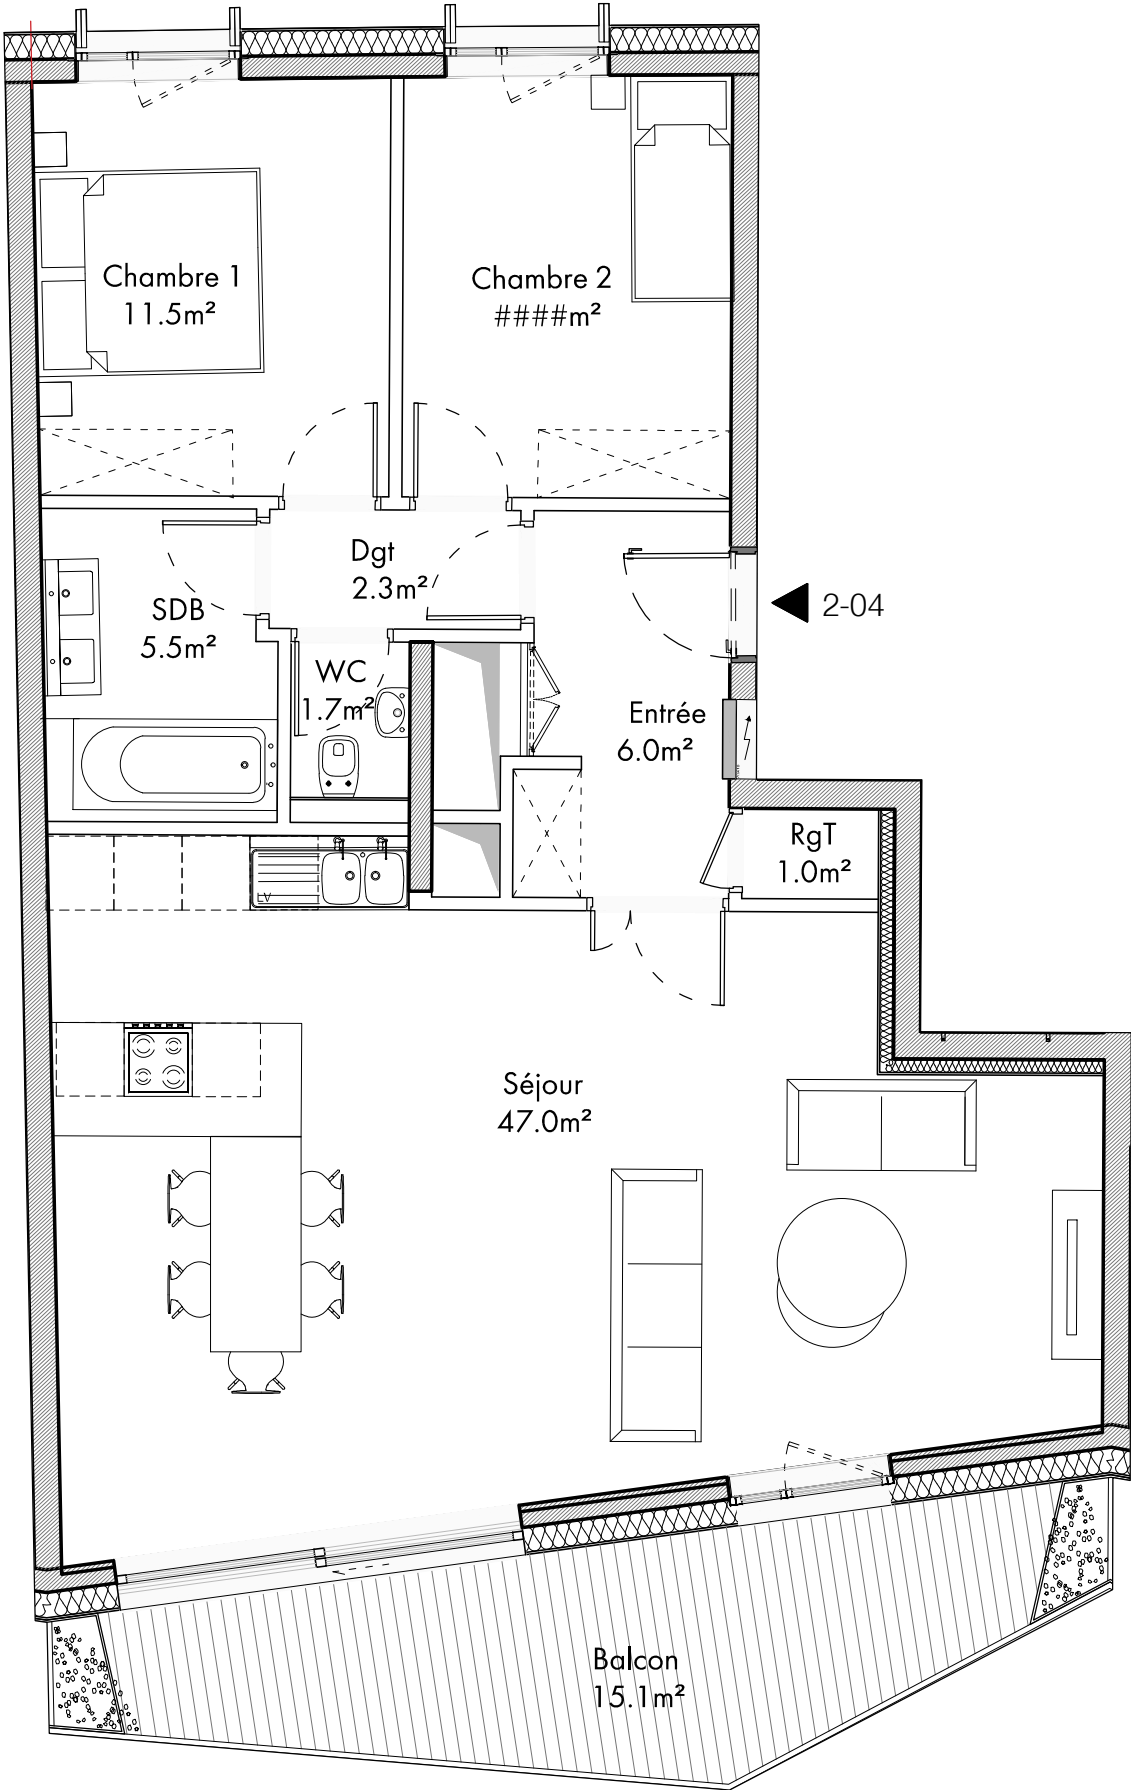 Chambre 1
11.5m²
Chambre 2
####m²
Dgt
2.3m²
SDB
5.5m²
2-04
WC
1.7m²
Entrée
6.0m²
RgT
1.0m²
LV
Séjour
47.0m²
Balcon
15.1m²